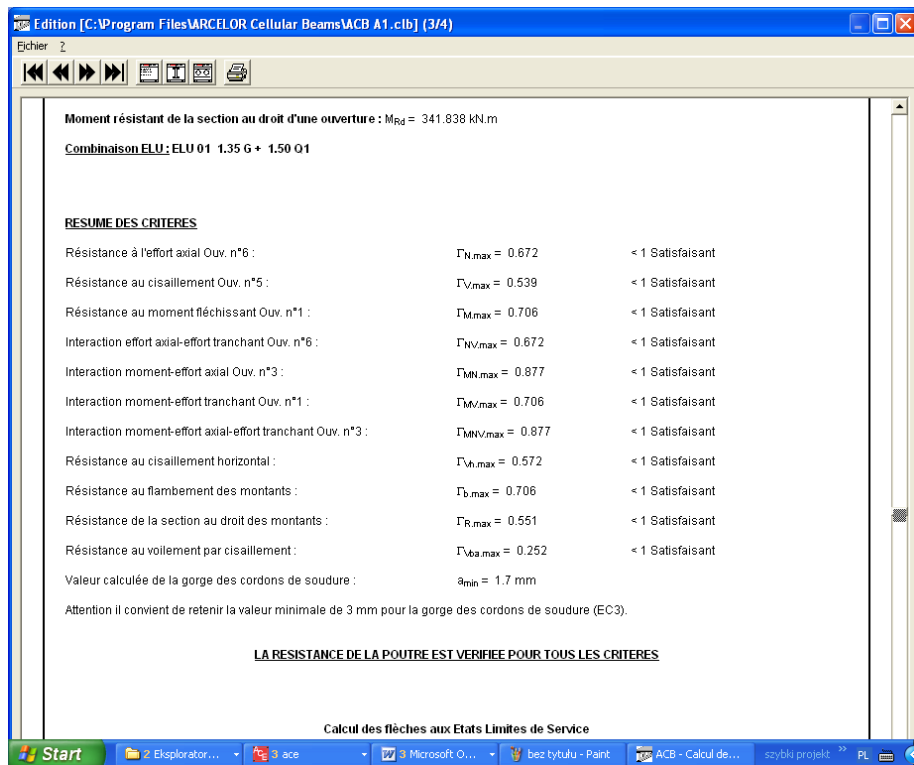 Edition [C:\Program Files\ARCELOR Cellular Beams\ACB A1.clb] (3/4)
Fichier ?
Moment résistant de la section au droit d'une ouverture : MRd = 341.838 kN.m
Combinaison ELU : ELU 01 1.35 G + 1.50 Q1
RESUME DES CRITERES
Résistance à l'effort axial Ouv. n°6 : ΓN.max = 0.672 < 1 Satisfaisant
Résistance au cisaillement Ouv. n°5 : ΓV.max = 0.539 < 1 Satisfaisant
Résistance au moment fléchissant Ouv. n°1 : ΓM.max = 0.706 < 1 Satisfaisant
Interaction effort axial-effort tranchant Ouv. n°6 : ΓNV.max = 0.672 < 1 Satisfaisant
Interaction moment-effort axial Ouv. n°3 : ΓMN.max = 0.877 < 1 Satisfaisant
Interaction moment-effort tranchant Ouv. n°1 : ΓMV.max = 0.706 < 1 Satisfaisant
Interaction moment-effort axial-effort tranchant Ouv. n°3 : ΓMNV.max = 0.877 < 1 Satisfaisant
Résistance au cisaillement horizontal : ΓVh.max = 0.572 < 1 Satisfaisant
Résistance au flambement des montants : Γb.max = 0.706 < 1 Satisfaisant
Résistance de la section au droit des montants : ΓR.max = 0.551 < 1 Satisfaisant
Résistance au voilement par cisaillement : ΓVba.max = 0.252 < 1 Satisfaisant
Valeur calculée de la gorge des cordons de soudure : amin = 1.7 mm
Attention il convient de retenir la valeur minimale de 3 mm pour la gorge des cordons de soudure (EC3).
LA RESISTANCE DE LA POUTRE EST VERIFIEE POUR TOUS LES CRITERES
Calcul des flèches aux Etats Limites de Service
Start 2 Eksplorator... 3 ace 3 Microsoft O... bez tytułu - Paint ACB - Calcul de... szybki projekt » PL